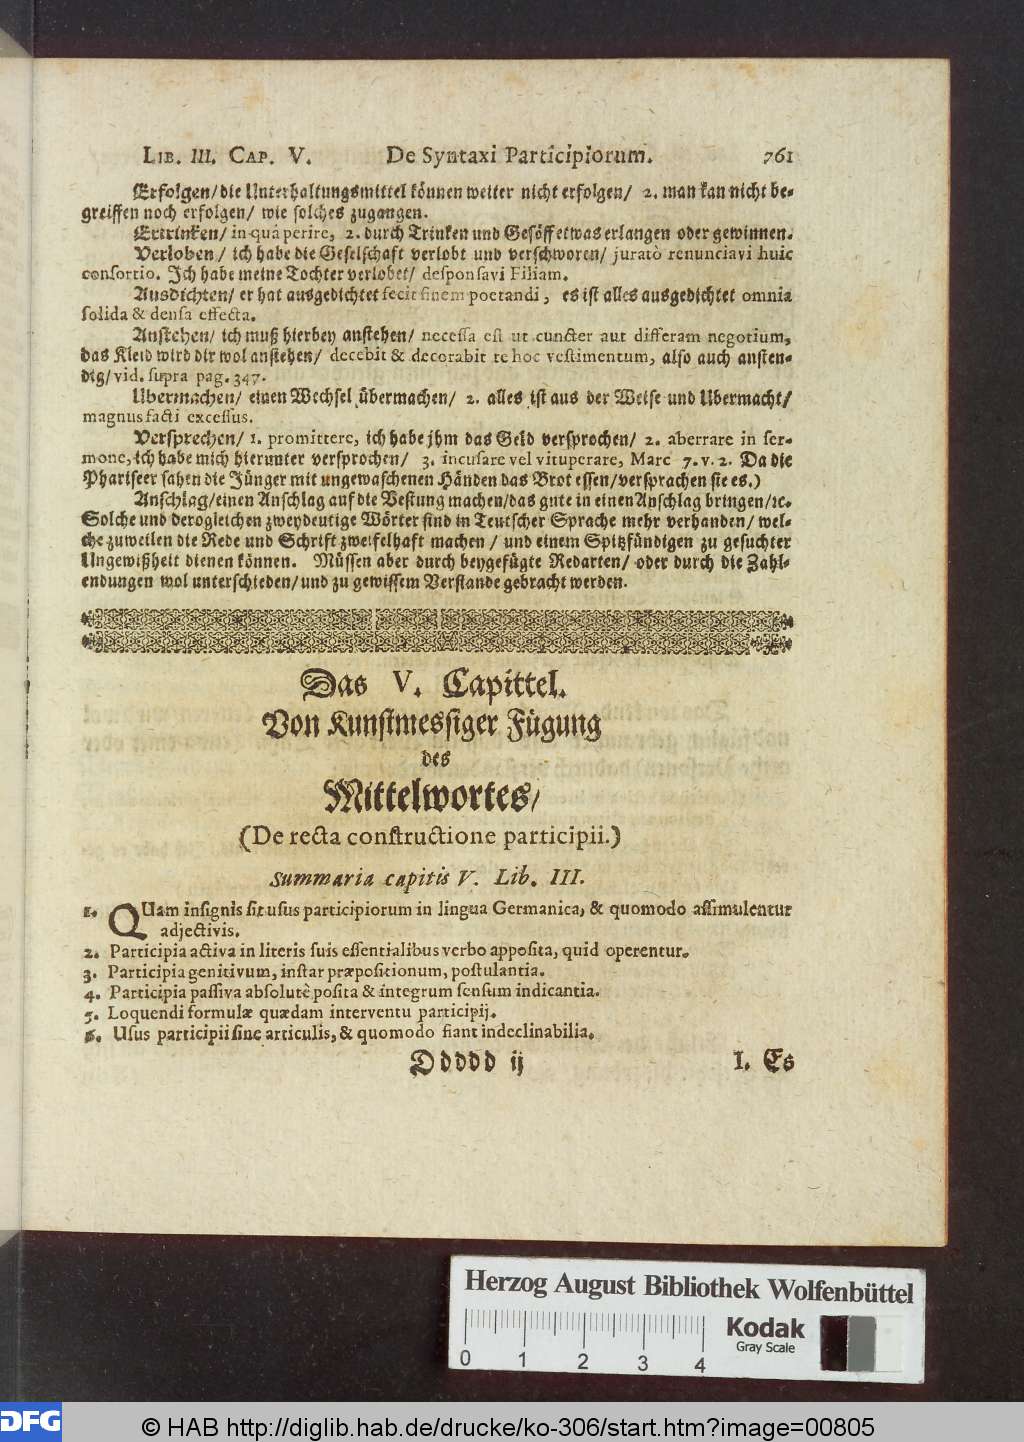 LIB. III. CAP. V. De Syntaxi Participiorum. 761
Erfolgen/ die Unterhaltungsmittel können weiter nicht erfolgen/ 2. man kan nicht be-
greiffen noch erfolgen/ wie solches zugangen.
Ertrinken/ in quâ perire, 2. durch Trinken und Gesöff etwas erlangen oder gewinnen.
Verloben/ ich habe die Geselschaft verlobt und verschworen/ juratò renunciavi huic
consortio. Ich habe meine Tochter verlobet/ desponsavi Filiam.
Ausdichten/ er hat ausgedichtet fecit finem poetandi, es ist alles ausgedichtet omnia
solida & densa effecta.
Anstehen/ ich muß hierbey anstehen/ necesse est ut cuncter aut differam negotium,
das Kleid wird dir wol anstehen/ decebit & decorabit te hoc vestimentum, also auch ansten-
dig/ vid. supra pag. 347.
Ubermachen/ einen Wechsel übermachen/ 2. alles ist aus der Weise und Ubermacht/
magnus facti excessus.
Versprechen/ 1. promittere, ich habe jhm das Geld versprochen/ 2. aberrare in ser-
mone, ich habe mich hierunter versprochen/ 3. incusare vel vituperare, Marc 7. v. 2. Da die
Phariseer sahen die Jünger mit ungewaschenen Händen das Brot essen/ versprachen sie es.)
Anschlag/ einen Anschlag auf die Vestung machen/ das gute in einen Anschlag bringen/ ꝛc.
Solche und derogleichen zweydeutige Wörter sind in Teutscher Sprache mehr verhanden/ wel-
che zuweilen die Rede und Schrift zweifelhaft machen/ und einem Spitzfündigen zu gesuchter
Ungewißheit dienen können. Müssen aber durch beygefügte Redarten/ oder durch die Zahl-
endungen wol unterschieden/ und zu gewissem Verstande gebracht werden.
Das V. Capittel.
Von Kunstmessiger Fügung
des
Mittelwortes/
(De recta constructione participii.)
Summaria capitis V. Lib. III.
1. QUam insignis sit usus participiorum in lingua Germanica, & quomodo assimulentur
adjectivis.
2. Participia activa in literis suis essentialibus verbo apposita, quid operentur.
3. Participia genitivum, instar præpositionum, postulantia.
4. Participia passiva absolutè posita & integrum sensum indicantia.
5. Loquendi formulæ quædam interventu participij.
6. Usus participii sine articulis, & quomodo fiant indeclinabilia.
Ddddd ij I. Es
Herzog August Bibliothek Wolfenbüttel
Kodak
Gray Scale
0 1 2 3 4
DFG © HAB http://diglib.hab.de/drucke/ko-306/start.htm?image=00805